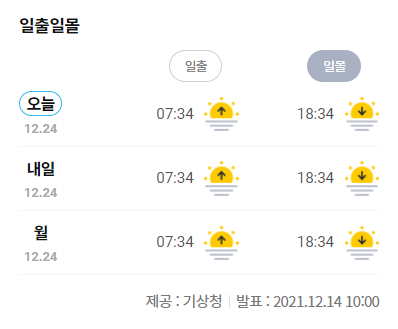 일출일몰
일출 일몰
오늘 07:34 18:34
12.24
내일 07:34 18:34
12.24
월 07:34 18:34
12.24
제공 : 기상청 | 발표 : 2021.12.14 10:00